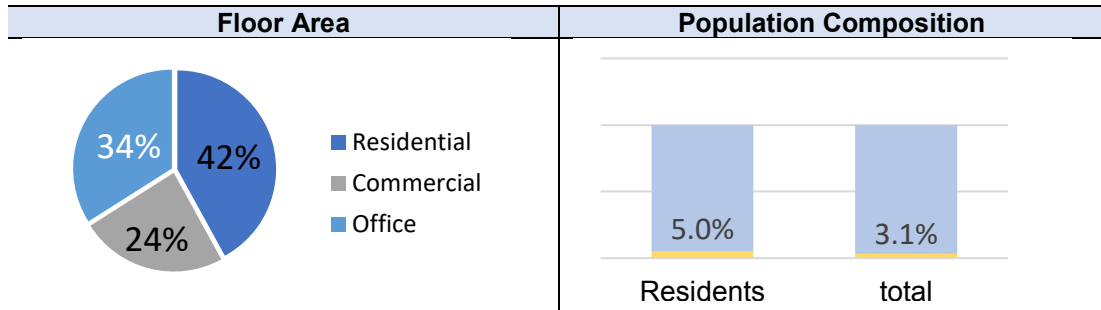 Floor Area
Population Composition
34%
42%
24%
Residential
Commercial
Office
5.0%
3.1%
Residents
total